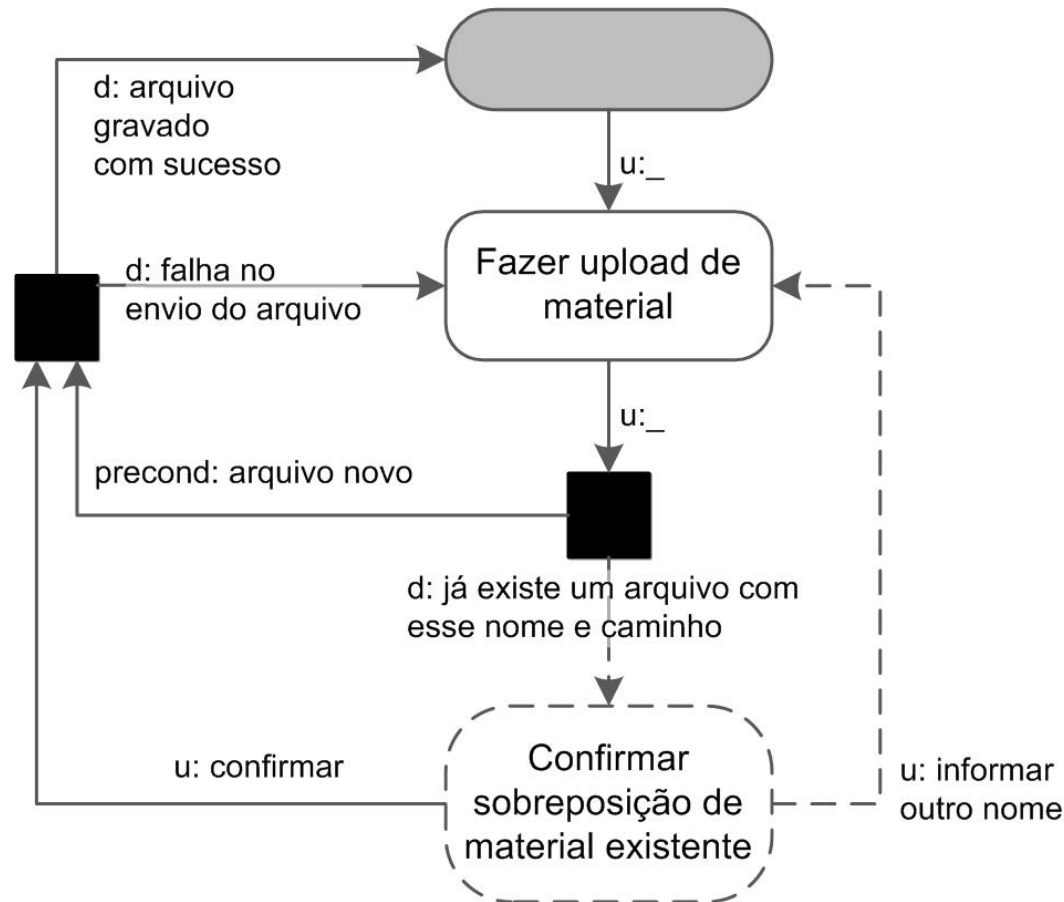 d: arquivo
gravado
com sucesso
u:_
Fazer upload de
material
d: falha no
envio do arquivo
u:_
precond: arquivo novo
d: já existe um arquivo com
esse nome e caminho
Confirmar
sobreposição de
material existente
u: confirmar
u: informar
outro nome